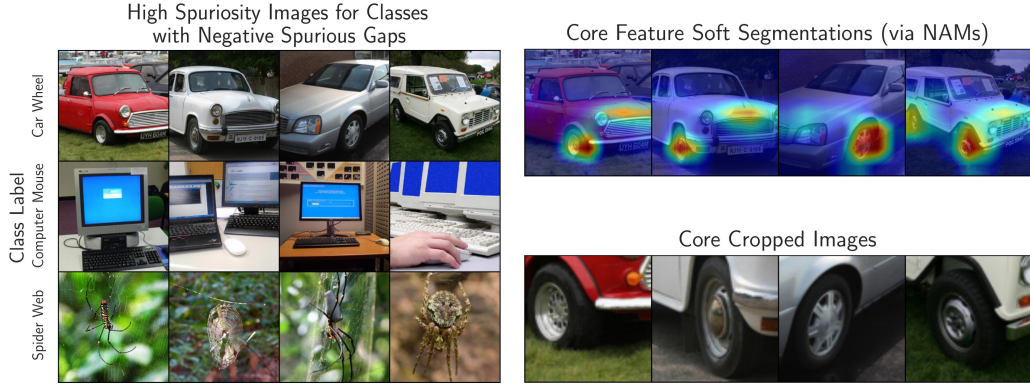 High Spuriosity Images for Classes
with Negative Spurious Gaps
Core Feature Soft Segmentations (via NAMs)
Class Label
Car Wheel
Computer Mouse
Spider Web
Core Cropped Images